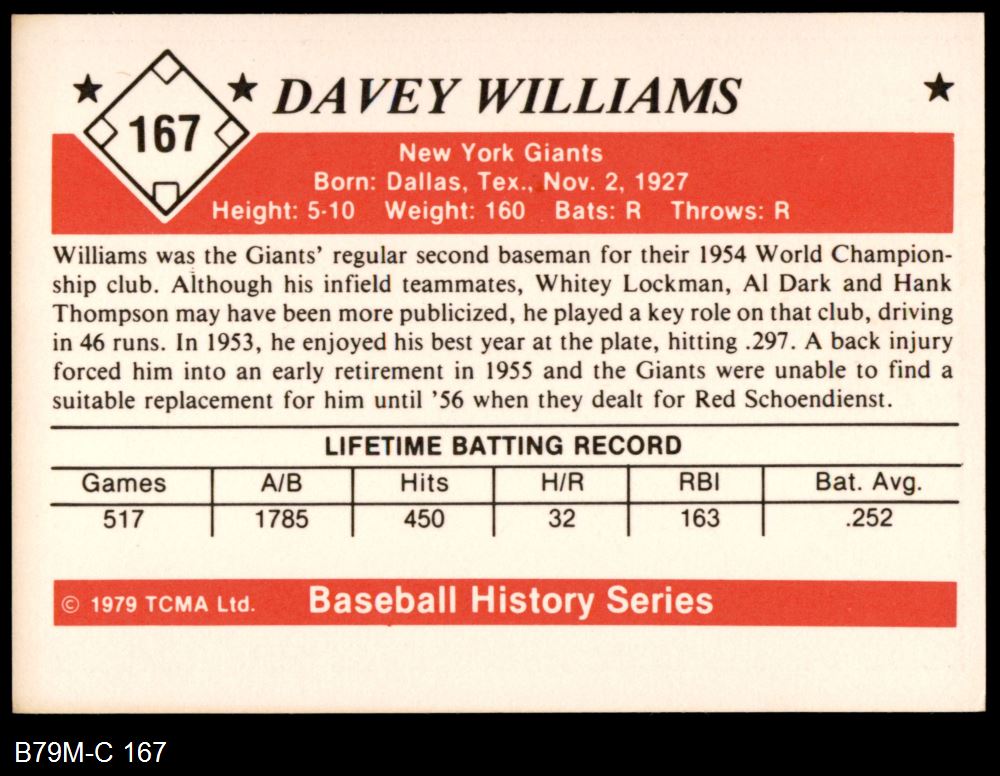 167
DAVEY WILLIAMS
New York Giants
Born: Dallas, Tex., Nov. 2, 1927
Height: 5-10 Weight: 160 Bats: R Throws: R
Williams was the Giants' regular second baseman for their 1954 World Champion-
ship club. Although his infield teammates, Whitey Lockman, Al Dark and Hank
Thompson may have been more publicized, he played a key role on that club, driving
in 46 runs. In 1953, he enjoyed his best year at the plate, hitting .297. A back injury
forced him into an early retirement in 1955 and the Giants were unable to find a
suitable replacement for him until '56 when they dealt for Red Schoendienst.
LIFETIME BATTING RECORD
Games A/B Hits H/R RBI Bat. Avg.
517 1785 450 32 163 .252
© 1979 TCMA Ltd. Baseball History Series
B79M-C 167